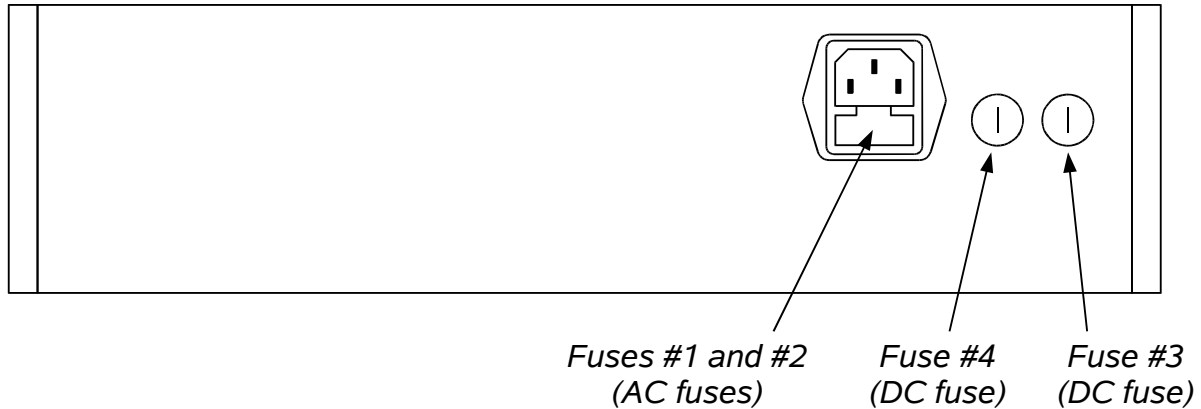 Fuses #1 and #2
(AC fuses)
Fuse #4
(DC fuse)
Fuse #3
(DC fuse)